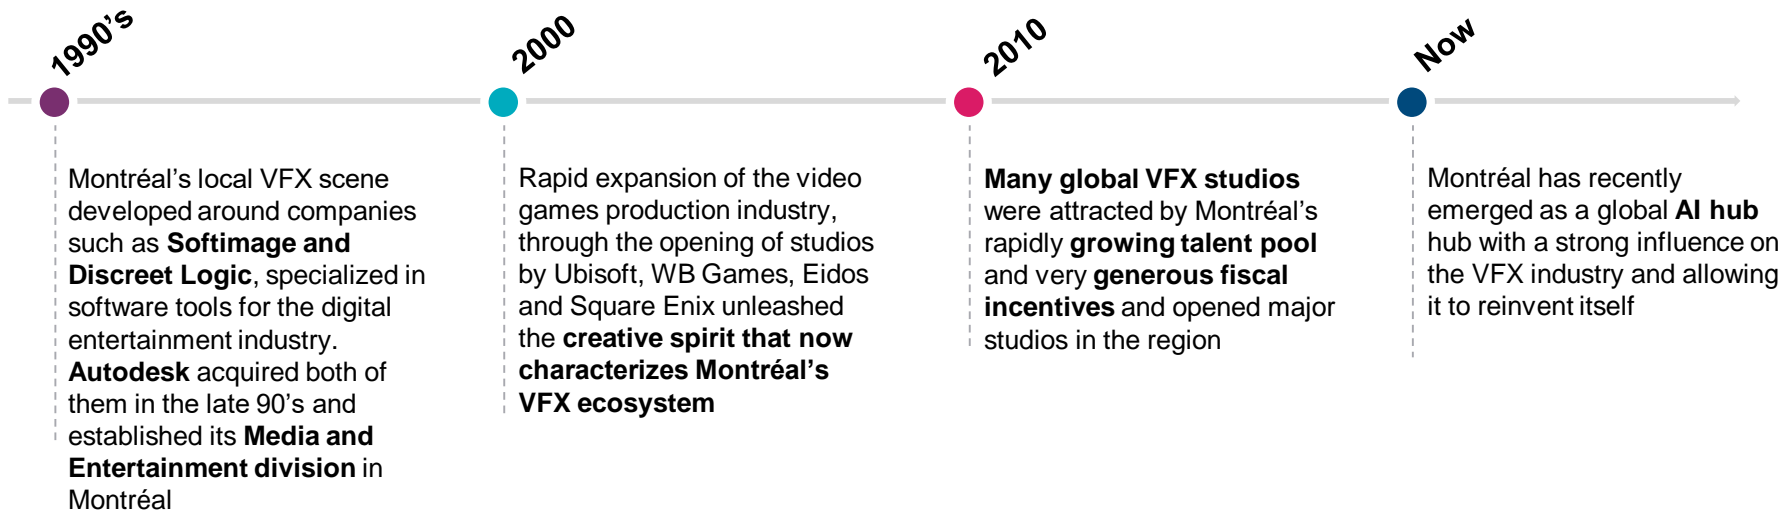 1990’s
Montréal’s local VFX scene
developed around companies
such as Softimage and
Discreet Logic, specialized in
software tools for the digital
entertainment industry.
Autodesk acquired both of
them in the late 90’s and
established its Media and
Entertainment division in
Montréal
2000
Rapid expansion of the video
games production industry,
through the opening of studios
by Ubisoft, WB Games, Eidos
and Square Enix unleashed
the creative spirit that now
characterizes Montréal’s
VFX ecosystem
2010
Many global VFX studios
were attracted by Montréal’s
rapidly growing talent pool
and very generous fiscal
incentives and opened major
studios in the region
Now
Montréal has recently
emerged as a global AI hub
hub with a strong influence on
the VFX industry and allowing
it to reinvent itself